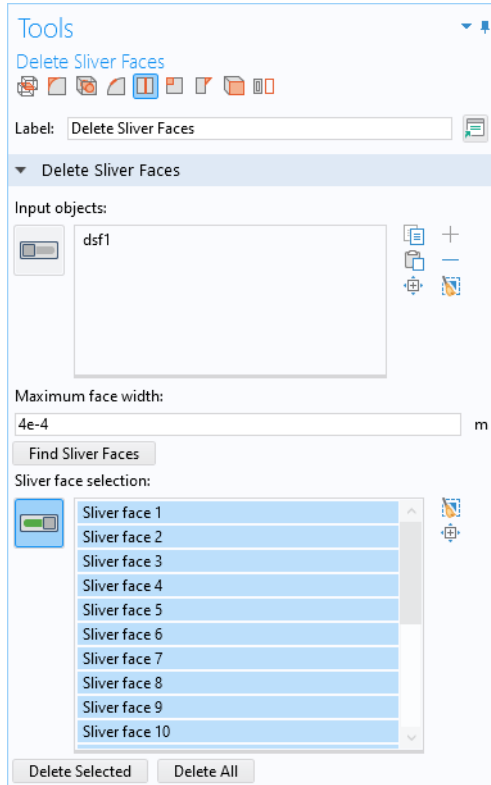 Tools
Delete Sliver Faces
Label: Delete Sliver Faces
Delete Sliver Faces
Input objects:
dsf1
Maximum face width:
4e-4 m
Find Sliver Faces
Sliver face selection:
Sliver face 1
Sliver face 2
Sliver face 3
Sliver face 4
Sliver face 5
Sliver face 6
Sliver face 7
Sliver face 8
Sliver face 9
Sliver face 10
Delete Selected Delete All